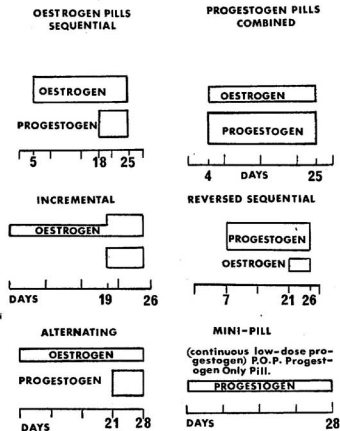 OESTROGEN PILLS
SEQUENTIAL
OESTROGEN
PROGESTOGEN
5 18 25
PROGESTOGEN PILLS
COMBINED
OESTROGEN
PROGESTOGEN
4 DAYS 25
INCREMENTAL
OESTROGEN
DAYS 19 26
REVERSED SEQUENTIAL
PROGESTOGEN
OESTROGEN
7 21 26
ALTERNATING
OESTROGEN
PROGESTOGEN
DAYS 21 28
MINI-PILL
(continuous low-dose pro-
gestogen) P.O.P. Progest-
ogen Only Pill.
PROGESTOGEN
DAYS 28